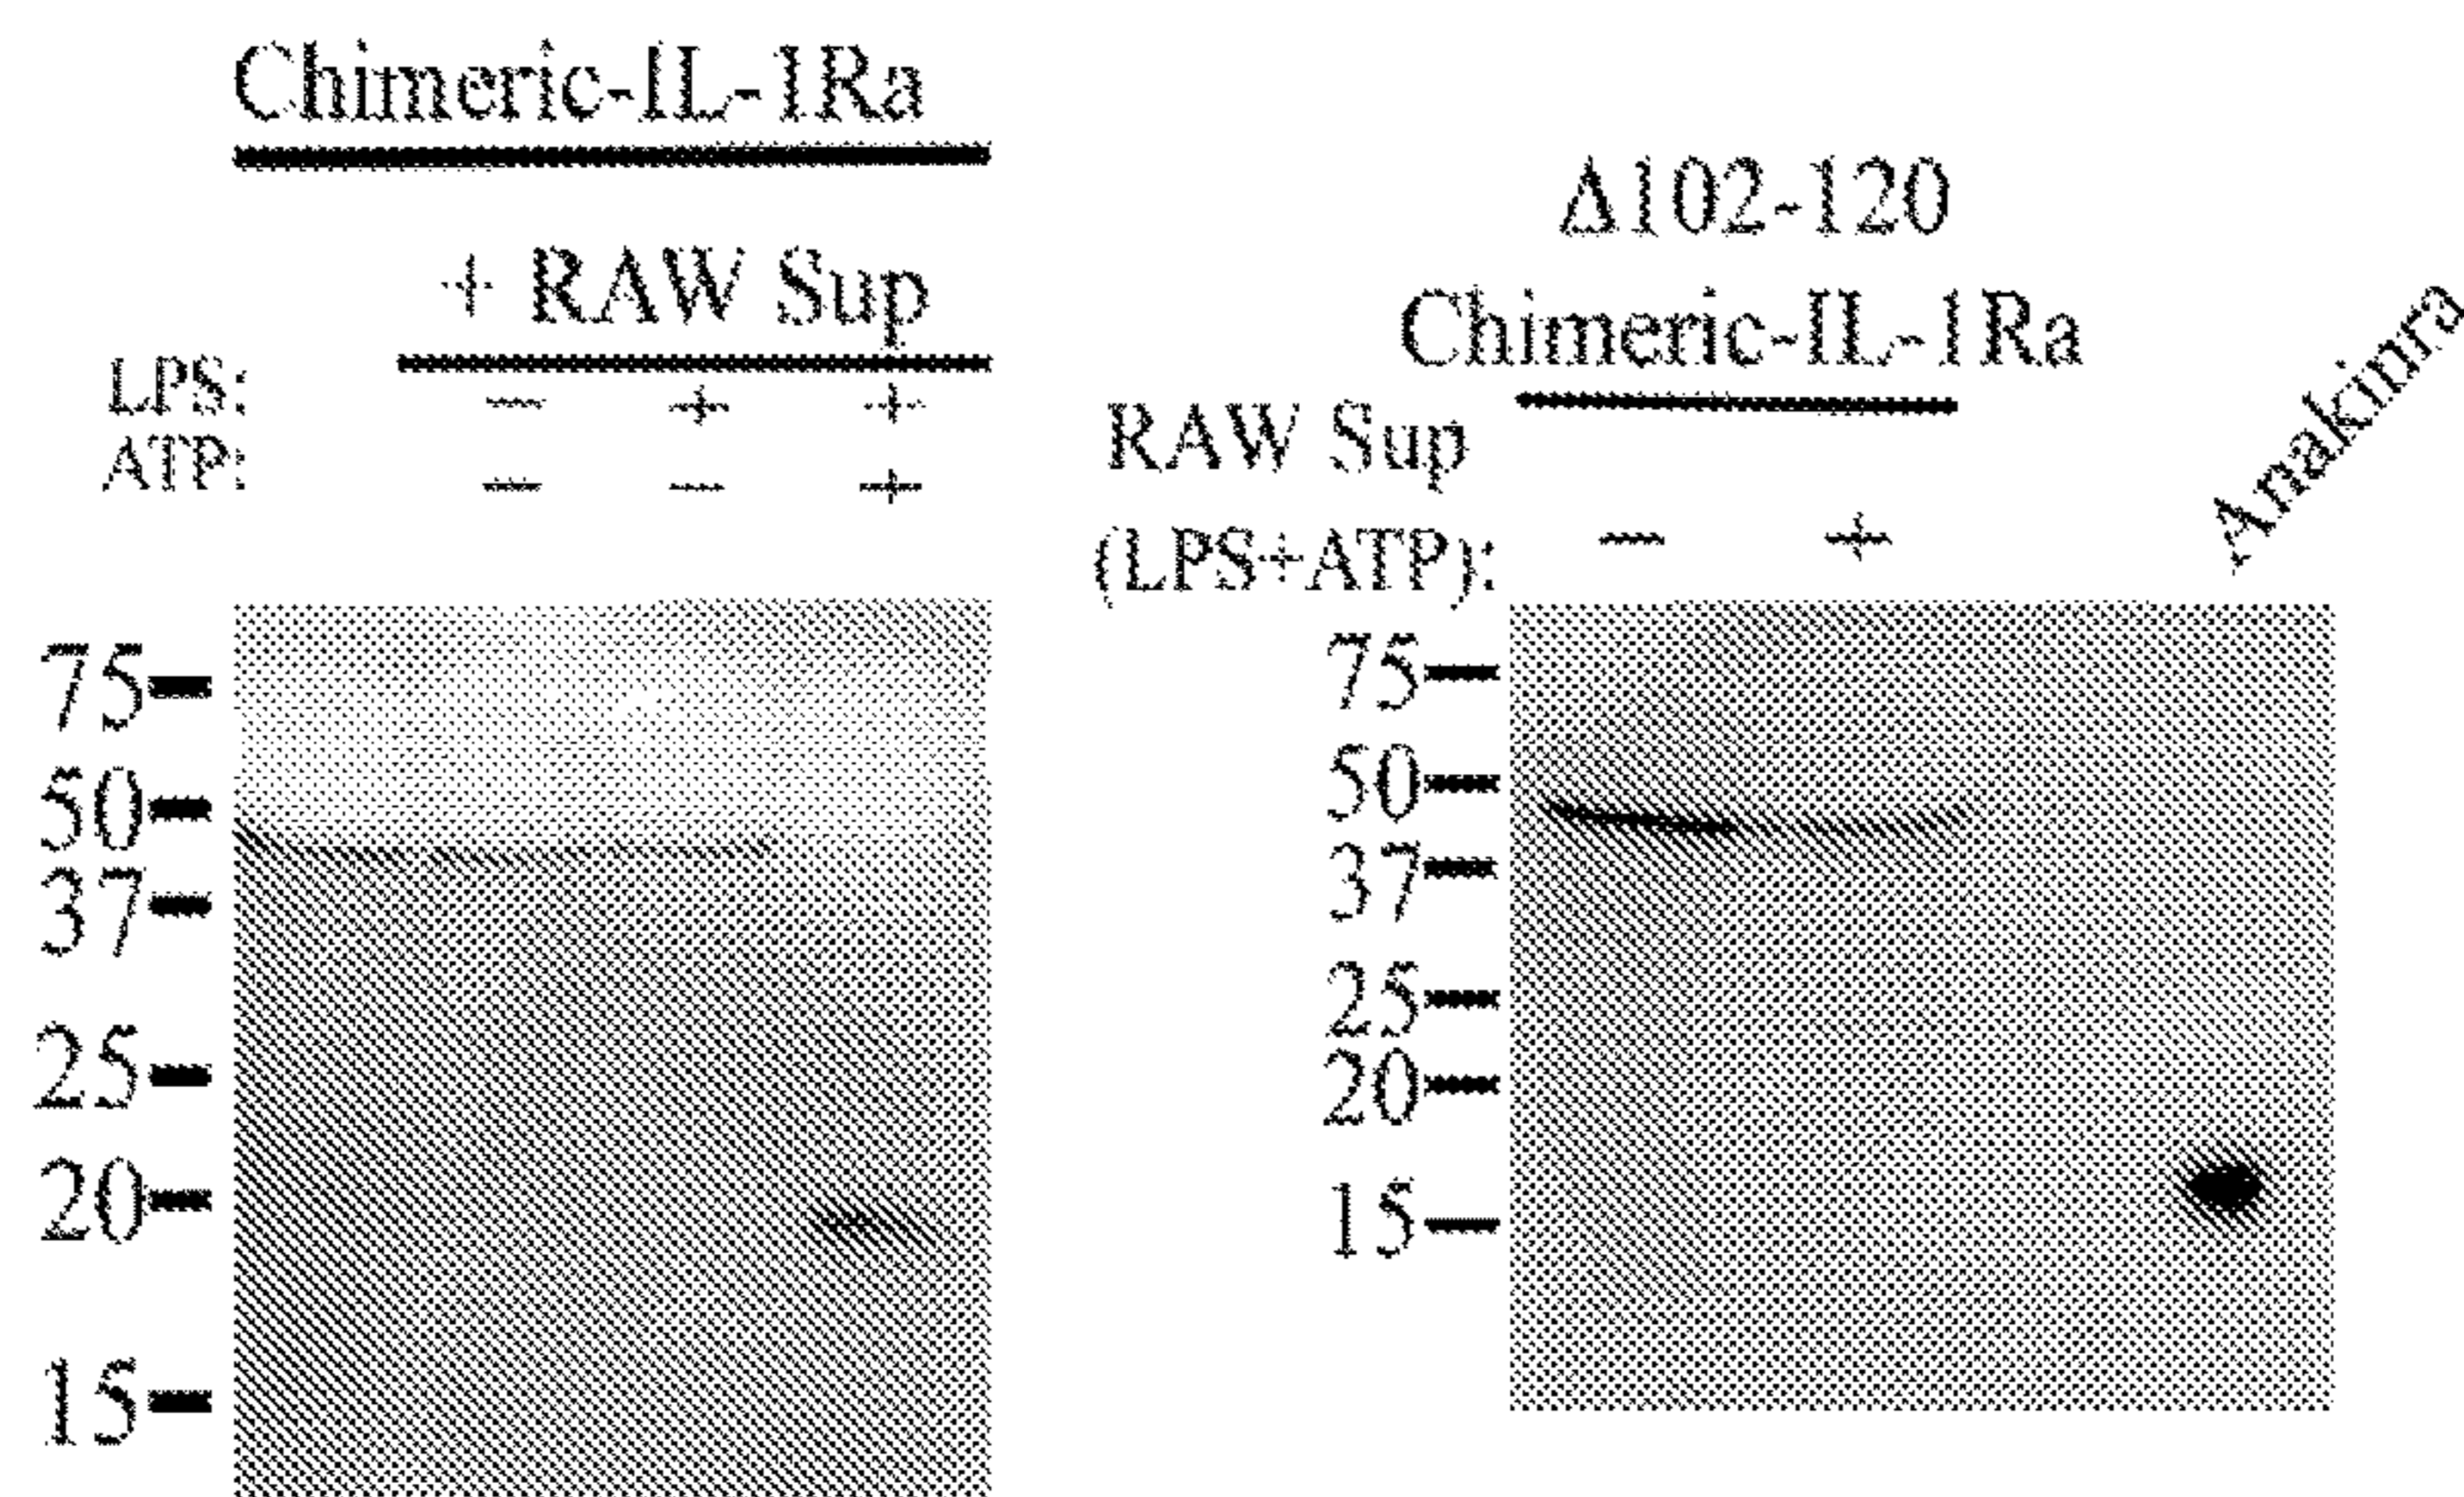 Chimeric-IL-1Ra
+ RAW Sup
LPS: − + +
ATP: − − +
75
50
37
25
20
15
Δ102-120
Chimeric-IL-1Ra
RAW Sup
(LPS+ATP): − +
Anakinra
75
50
37
25
20
15